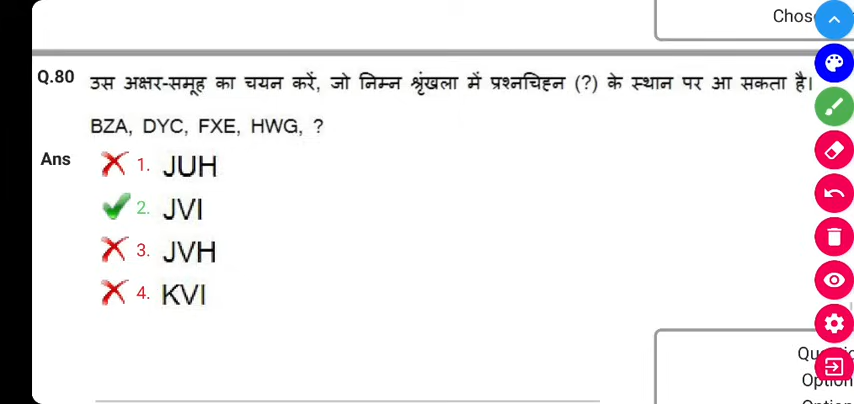 Chos
Q.80 उस अक्षर-समूह का चयन करें, जो निम्न श्रृंखला में प्रश्नचिह्न (?) के स्थान पर आ सकता है।
BZA, DYC, FXE, HWG, ?
Ans
1. JUH
2. JVI
3. JVH
4. KVI
Qu
Option